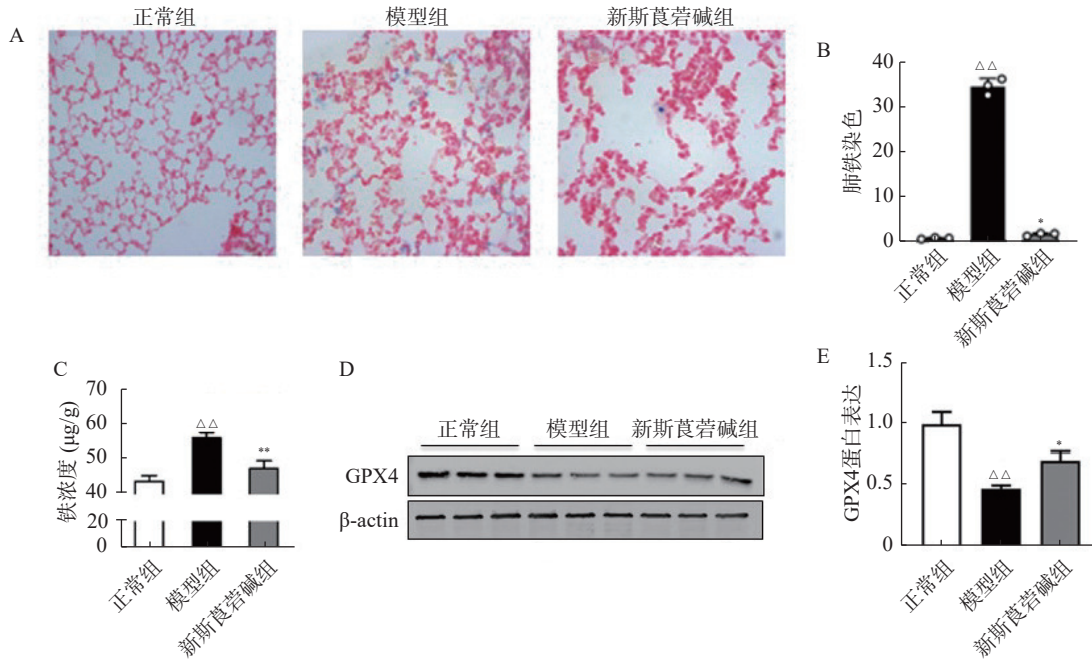 A
正常组
模型组
新斯莨菪碱组
B
肺铁染色
40
30
20
10
0
△△
*
正常组
模型组
新斯莨菪碱组
C
铁浓度 (μg/g)
70
60
50
40
20
0
△△
**
正常组
模型组
新斯莨菪碱组
D
正常组 模型组 新斯莨菪碱组
GPX4
β-actin
E
GPX4蛋白表达
1.5
1.0
0.5
0
△△
*
正常组
模型组
新斯莨菪碱组